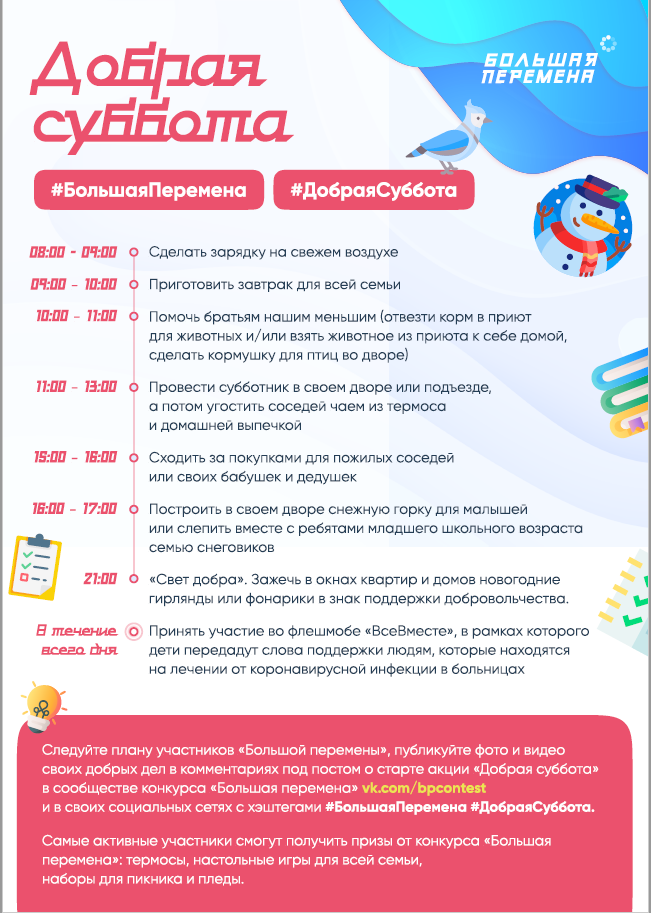 Добрая
суббота
БОЛЬШАЯ
ПЕРЕМЕНА
#БольшаяПеремена #ДобраяСуббота
08:00 - 09:00 Сделать зарядку на свежем воздухе
09:00 - 10:00 Приготовить завтрак для всей семьи
10:00 - 11:00 Помочь братьям нашим меньшим (отвезти корм в приют
для животных и/или взять животное из приюта к себе домой,
сделать кормушку для птиц во дворе)
11:00 - 13:00 Провести субботник в своем дворе или подъезде,
а потом угостить соседей чаем из термоса
и домашней выпечкой
15:00 - 16:00 Сходить за покупками для пожилых соседей
или своих бабушек и дедушек
16:00 - 17:00 Построить в своем дворе снежную горку для малышей
или слепить вместе с ребятами младшего школьного возраста
семью снеговиков
21:00 «Свет добра». Зажечь в окнах квартир и домов новогодние
гирлянды или фонарики в знак поддержки добровольчества.
В течение Принять участие во флешмобе «ВсеВместе», в рамках которого
всего дня дети передадут слова поддержки людям, которые находятся
на лечении от коронавирусной инфекции в больницах
Следуйте плану участников «Большой перемены», публикуйте фото и видео
своих добрых дел в комментариях под постом о старте акции «Добрая суббота»
в сообществе конкурса «Большая перемена» vk.com/bpcontest
и в своих социальных сетях с хэштегами #БольшаяПеремена #ДобраяСуббота.
Самые активные участники смогут получить призы от конкурса «Большая
перемена»: термосы, настольные игры для всей семьи,
наборы для пикника и пледы.